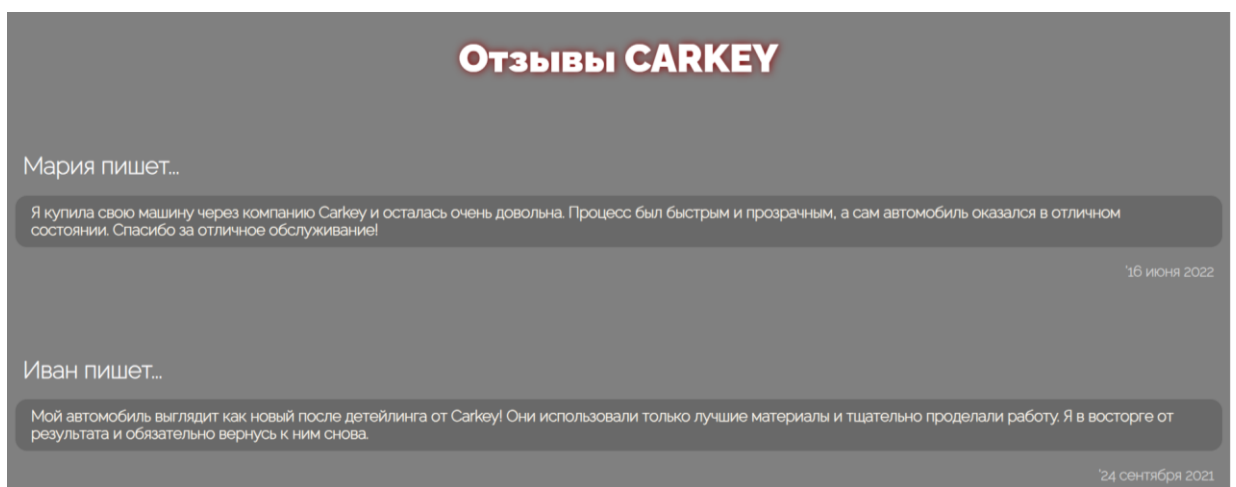 Отзывы CARKEY
Мария пишет...
Я купила свою машину через компанию Carkey и осталась очень довольна. Процесс был быстрым и прозрачным, а сам автомобиль оказался в отличном
состоянии. Спасибо за отличное обслуживание!
'16 июня 2022
Иван пишет...
Мой автомобиль выглядит как новый после детейлинга от Carkey! Они использовали только лучшие материалы и тщательно проделали работу. Я в восторге от
результата и обязательно вернусь к ним снова.
'24 сентября 2021